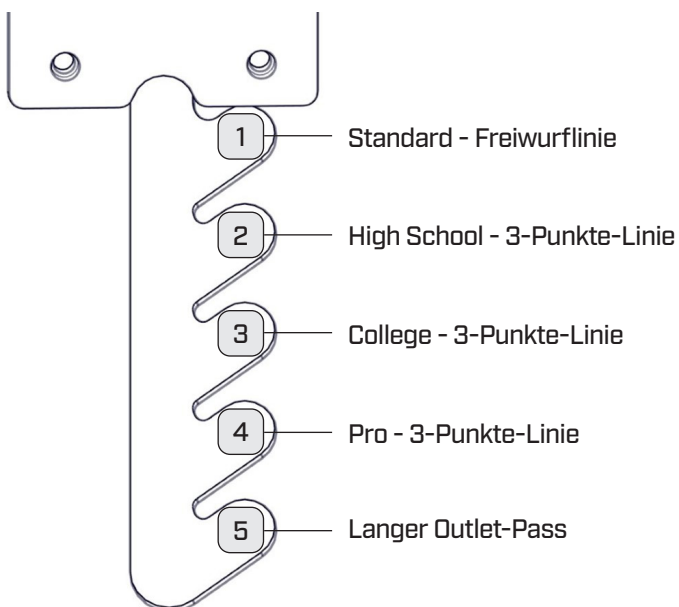 1 Standard - Freiwurflinie
2 High School - 3-Punkte-Linie
3 College - 3-Punkte-Linie
4 Pro - 3-Punkte-Linie
5 Langer Outlet-Pass